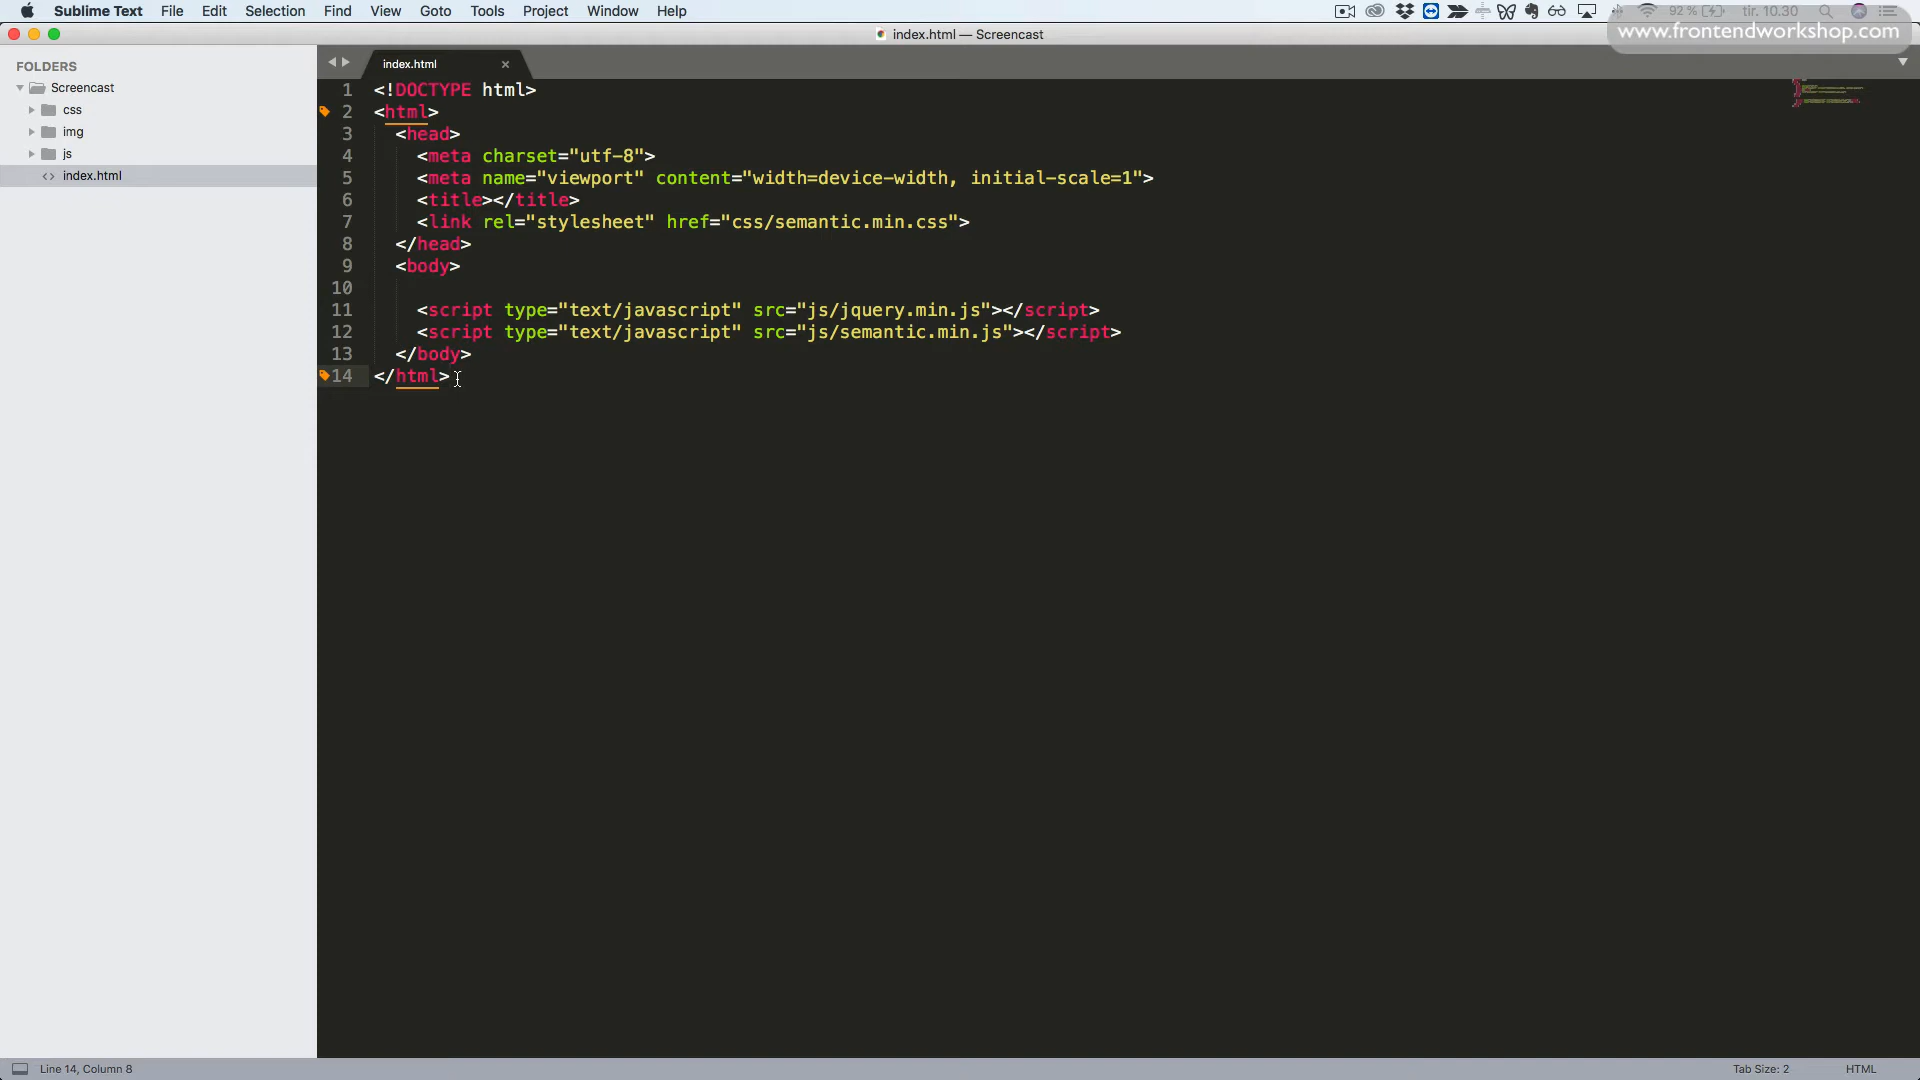 Sublime Text File Edit Selection Find View Goto Tools Project Window Help 92 % tir. 10.30
www.frontendworkshop.com
index.html — Screencast
FOLDERS
Screencast
css
img
js
index.html
index.html ×
1 <!DOCTYPE html>
2 <html>
3   <head>
4     <meta charset="utf-8">
5     <meta name="viewport" content="width=device-width, initial-scale=1">
6     <title></title>
7     <link rel="stylesheet" href="css/semantic.min.css">
8   </head>
9   <body>
10
11     <script type="text/javascript" src="js/jquery.min.js"></script>
12     <script type="text/javascript" src="js/semantic.min.js"></script>
13   </body>
14 </html>
Line 14, Column 8 Tab Size: 2 HTML